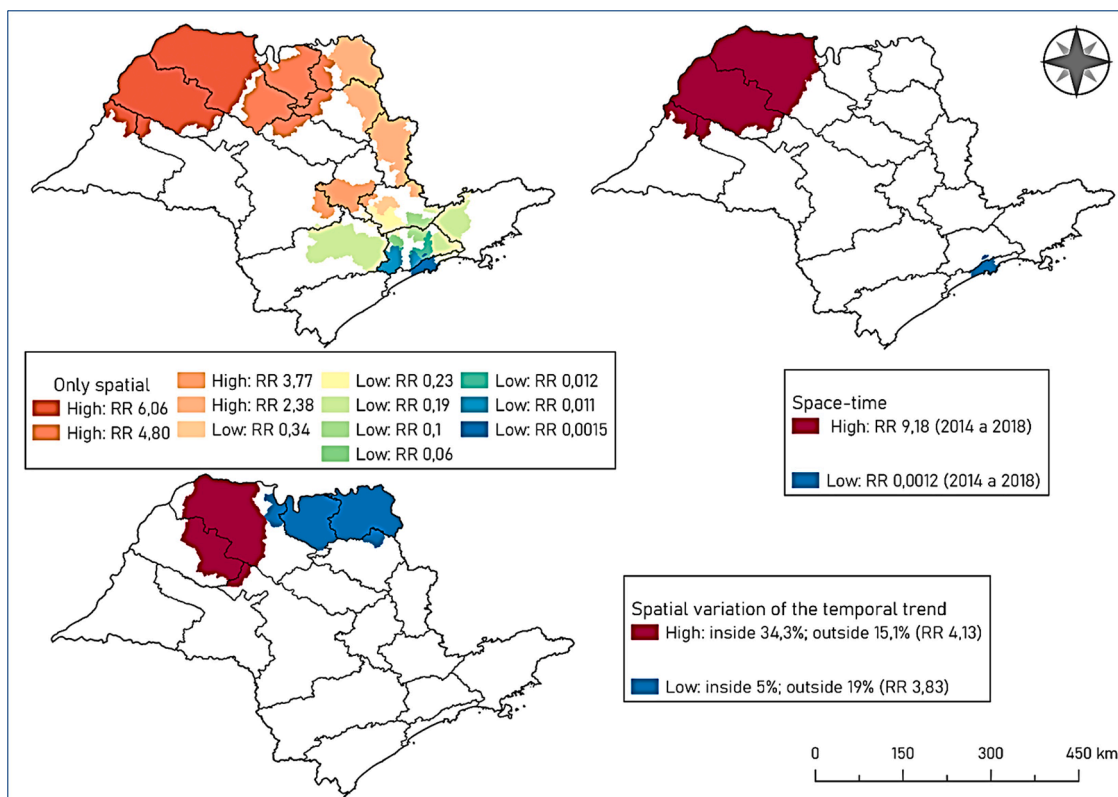 Only spatial
High: RR 6,06
High: RR 4,80
High: RR 3,77
High: RR 2,38
Low: RR 0,34
Low: RR 0,23
Low: RR 0,19
Low: RR 0,1
Low: RR 0,06
Low: RR 0,012
Low: RR 0,011
Low: RR 0,0015
Space-time
High: RR 9,18 (2014 a 2018)
Low: RR 0,0012 (2014 a 2018)
Spatial variation of the temporal trend
High: inside 34,3%; outside 15,1% (RR 4,13)
Low: inside 5%; outside 19% (RR 3,83)
0 150 300 450 km